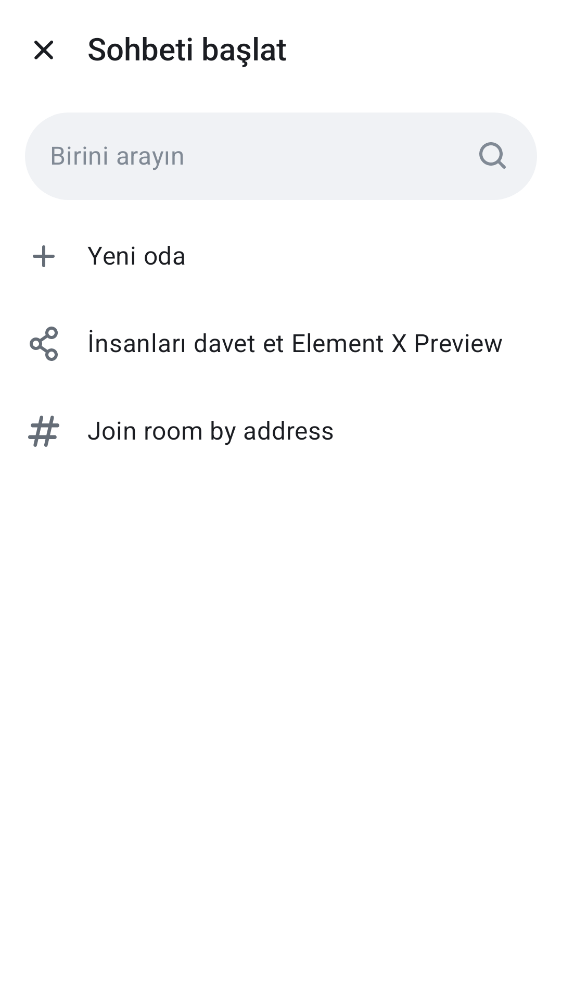 Sohbeti başlat
Birini arayın
Yeni oda
İnsanları davet et Element X Preview
Join room by address